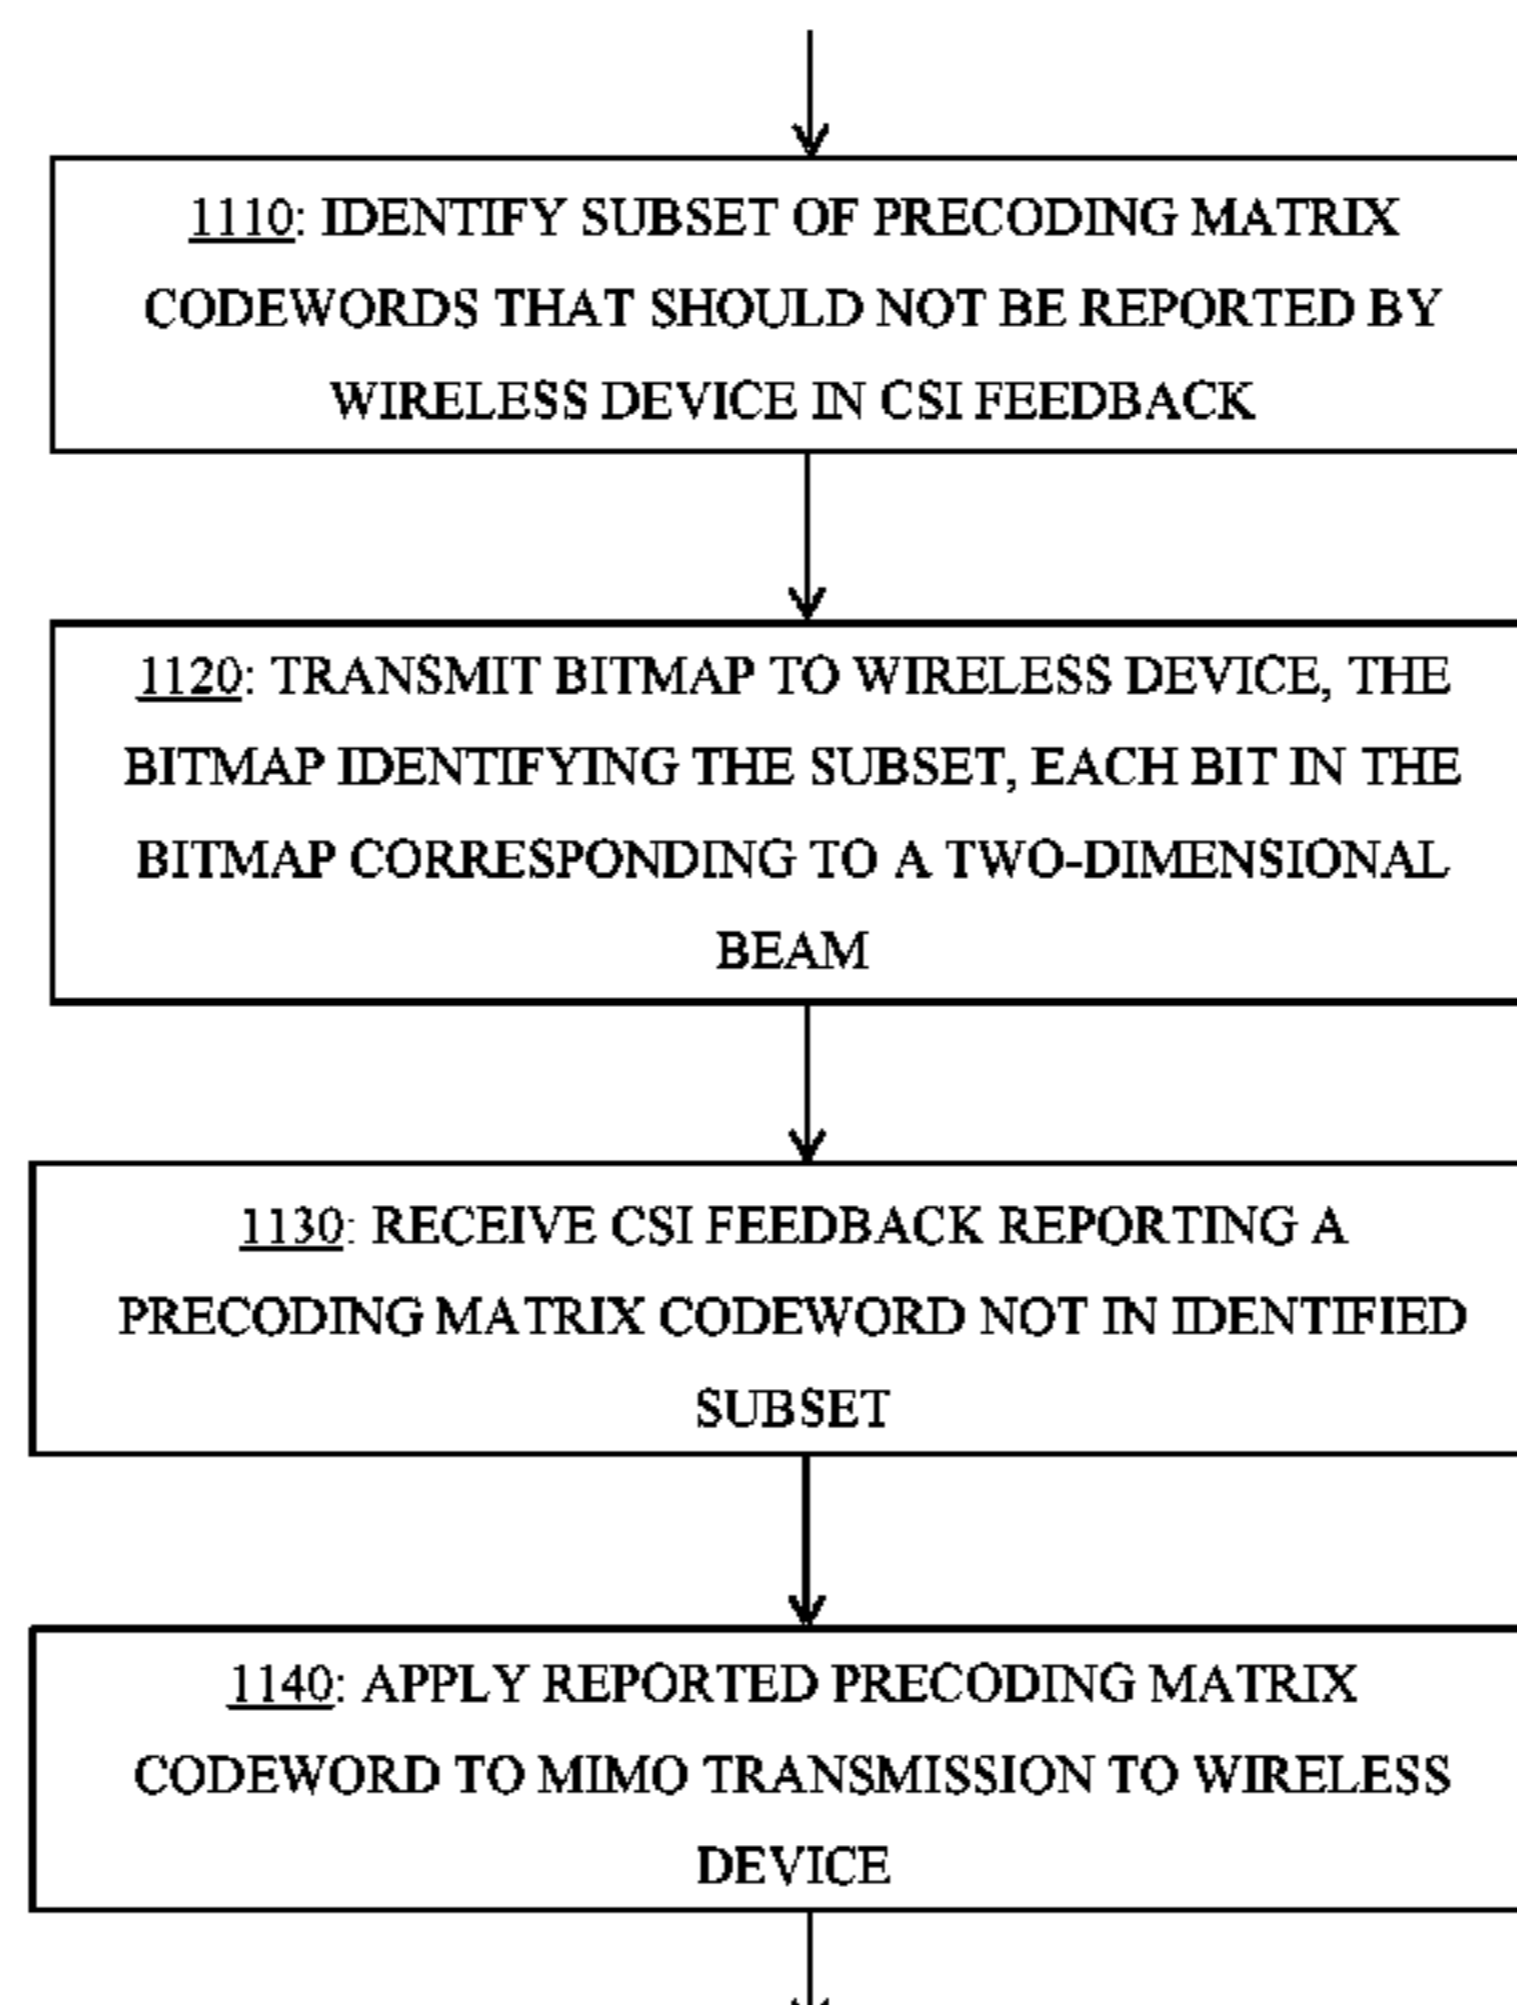 1110: IDENTIFY SUBSET OF PRECODING MATRIX
CODEWORDS THAT SHOULD NOT BE REPORTED BY
WIRELESS DEVICE IN CSI FEEDBACK
1120: TRANSMIT BITMAP TO WIRELESS DEVICE, THE
BITMAP IDENTIFYING THE SUBSET, EACH BIT IN THE
BITMAP CORRESPONDING TO A TWO-DIMENSIONAL
BEAM
1130: RECEIVE CSI FEEDBACK REPORTING A
PRECODING MATRIX CODEWORD NOT IN IDENTIFIED
SUBSET
1140: APPLY REPORTED PRECODING MATRIX
CODEWORD TO MIMO TRANSMISSION TO WIRELESS
DEVICE